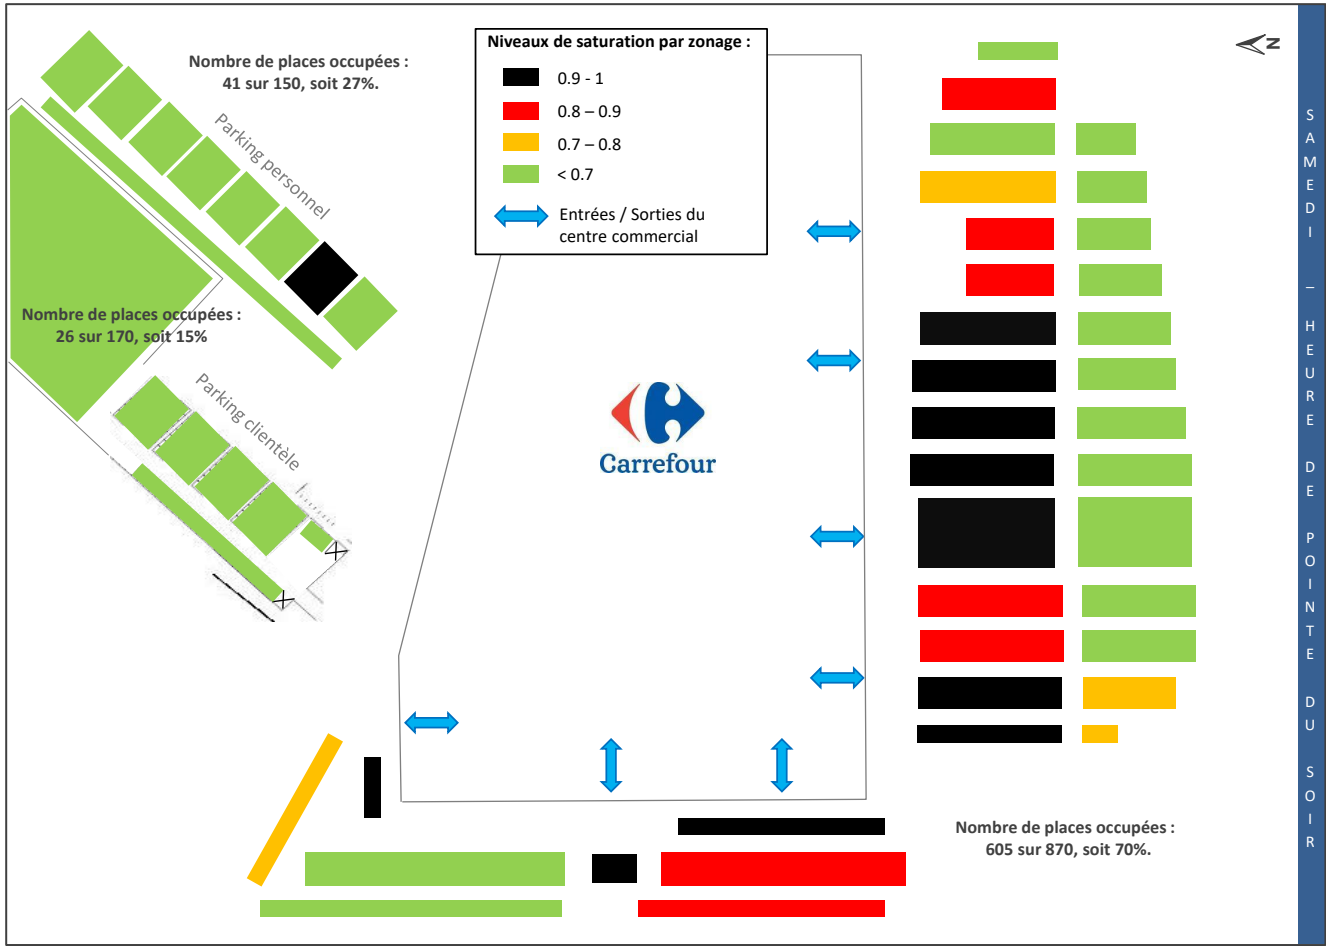 Niveaux de saturation par zonage :
0.9 - 1
0.8 – 0.9
0.7 – 0.8
< 0.7
Entrées / Sorties du
centre commercial
Nombre de places occupées :
41 sur 150, soit 27%.
Parking personnel
Nombre de places occupées :
26 sur 170, soit 15%
Parking clientèle
Carrefour
Nombre de places occupées :
605 sur 870, soit 70%.
N
SAMEDI – HEURE DE POINTE DU SOIR